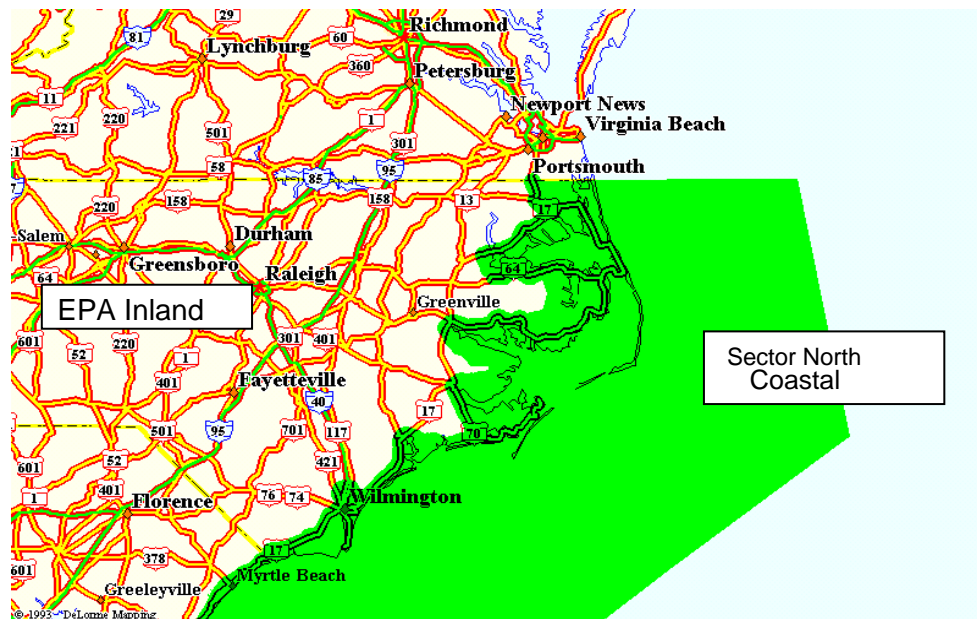 29
Richmond
81
60
Lynchburg
360
Petersburg
11
220
Newport News
221
1
501
301
Virginia Beach
58
Portsmouth
85
95
220
158
158
13
17
Salem
Durham
Greensboro
64
64
Raleigh
EPA Inland
Greenville
601
52
220
1
301
401
Sector North
Coastal
401
Fayetteville
40
17
501
95
701
117
70
601
52
421
1
401
76
74
Wilmington
Florence
17
378
601
Myrtle Beach
Greeleyville
© 1993 DeLorme Mapping